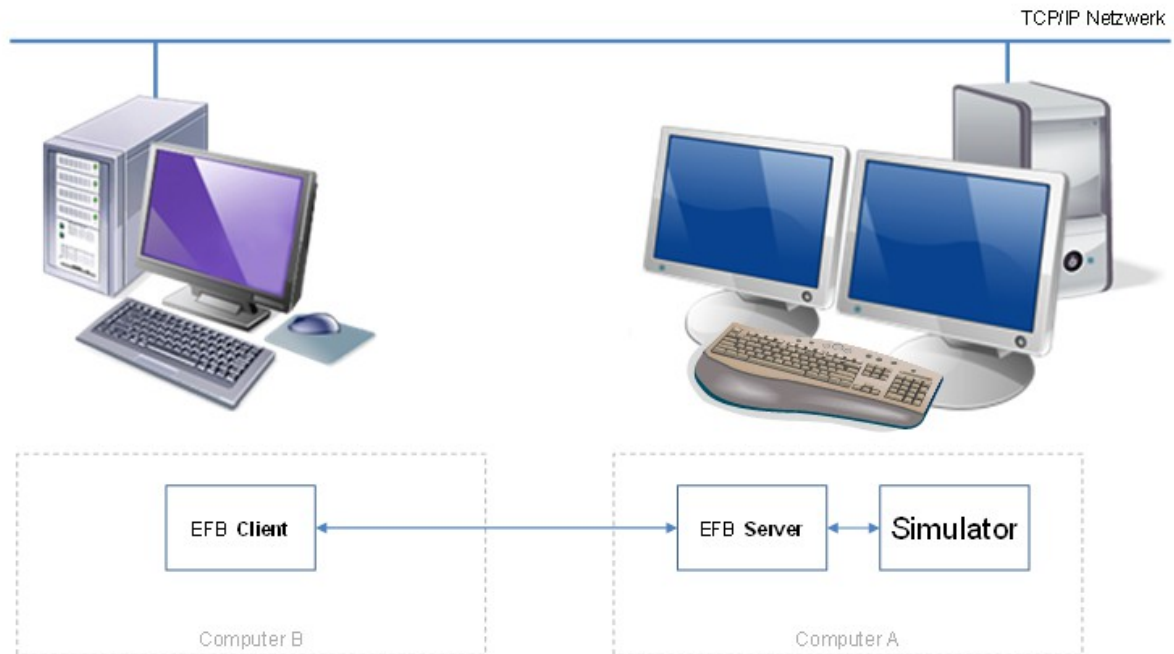 TCP/IP Netzwerk
EFB Client
EFB Server
Simulator
Computer B
Computer A